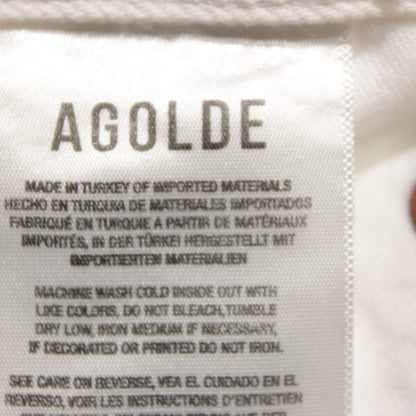 AGOLDE
MADE IN TURKEY OF IMPORTED MATERIALS
HECHO EN TURQUIA DE MATERIALES IMPORTADOS
FABRIQUÉ EN TURQUIE A PARTIR DE MATÉRIAUX
IMPORTÉS, IN DER TÜRKEI HERGESTELLT MIT
IMPORTIERTEN MATERIALIEN
MACHINE WASH COLD INSIDE OUT WITH
LIKE COLORS, DO NOT BLEACH, TUMBLE
DRY LOW, IRON MEDIUM IF NECESSARY,
IF DECORATED OR PRINTED DO NOT IRON.
SEE CARE ON REVERSE, VEA EL CUIDADO EN EL
REVERSO, VOIR LES INSTRUCTIONS D'ENTRETIEN